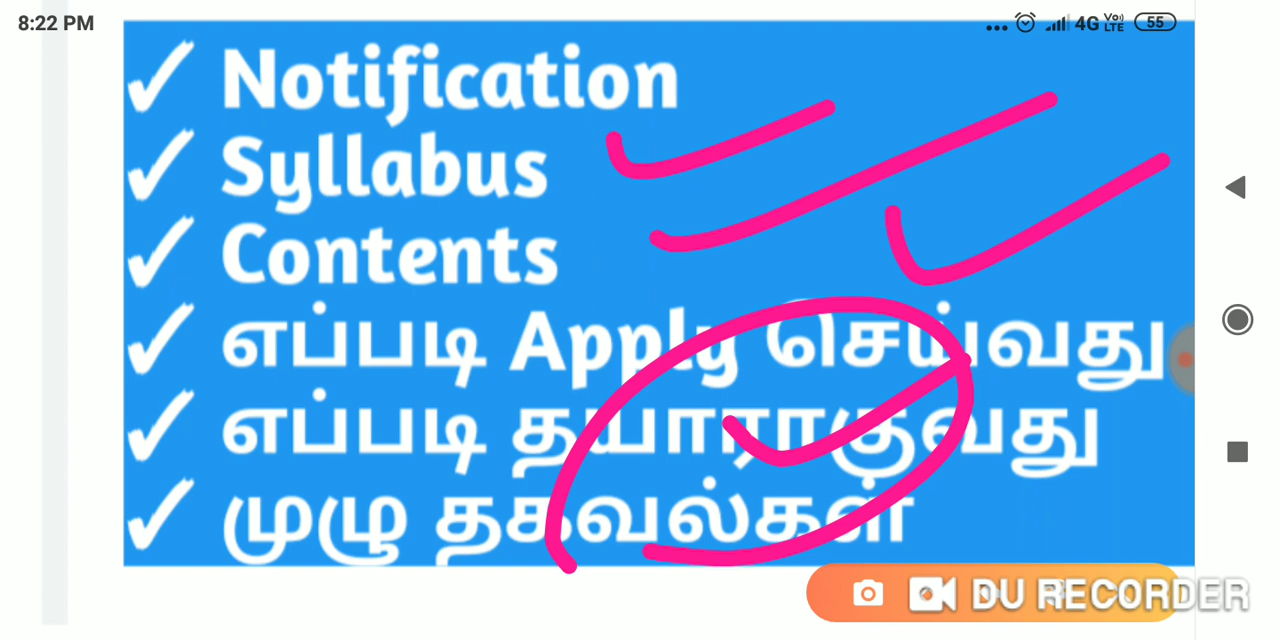 8:22 PM ... 4G VoLTE 55
✓ Notification
✓ Syllabus
✓ Contents
✓ எப்படி Apply செய்வது
✓ எப்படி தயாராகுவது
✓ முழு தகவல்கள்
DU RECORDER